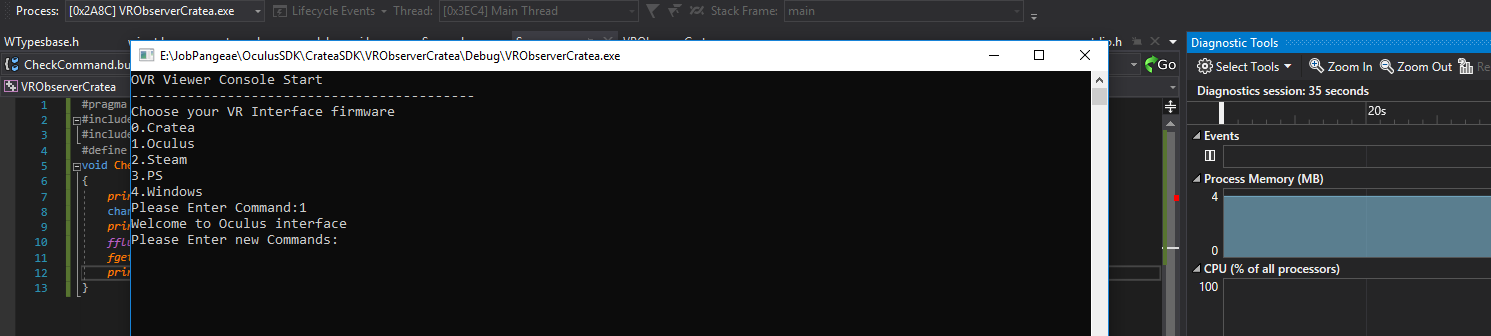 Process: [0x2A8C] VRObserverCratea.exe Lifecycle Events Thread: [0x3EC4] Main Thread Stack Frame: main
WTypesbase.h
CheckCommand.bu
VRObserverCratea
Go
E:\JobPangeae\OculusSDK\CrateaSDK\VRObserverCratea\Debug\VRObserverCratea.exe
OVR Viewer Console Start
-------------------------------------------
Choose your VR Interface firmware
0.Cratea
1.Oculus
2.Steam
3.PS
4.Windows
Please Enter Command:1
Welcome to Oculus interface
Please Enter new Commands:
1 #pragma
2 #include
3 #include
4 #define
5 void Che
6 {
7 prin
8 char
9 prin
10 fflu
11 fget
12 prin
13 }
Diagnostic Tools
Select Tools Zoom In Zoom Out Re
Diagnostics session: 35 seconds
20s
Events
Process Memory (MB)
4
0
CPU (% of all processors)
100